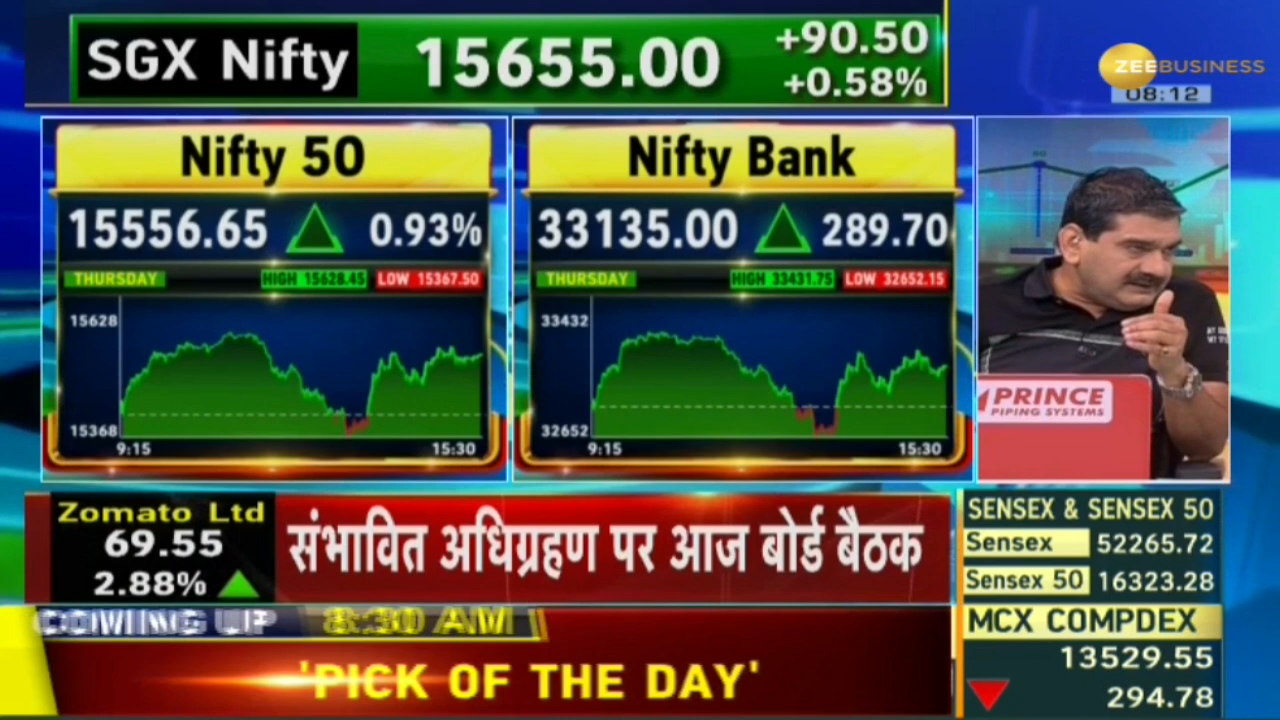 SGX Nifty
15655.00
+90.50
+0.58%
ZEEBUSINESS
08:12
Nifty 50
15556.65 0.93%
THURSDAY HIGH 15628.45 LOW 15367.50
15628
15368
9:15 15:30
Nifty Bank
33135.00 289.70
THURSDAY HIGH 33431.75 LOW 32652.15
33432
32652
9:15 15:30
PRINCE
PIPING SYSTEMS
Zomato Ltd
69.55
2.88%
संभावित अधिग्रहण पर आज बोर्ड बैठक
COMING UP 8:30 AM
'PICK OF THE DAY'
SENSEX & SENSEX 50
Sensex 52265.72
Sensex 50 16323.28
MCX COMPDEX
13529.55
294.78